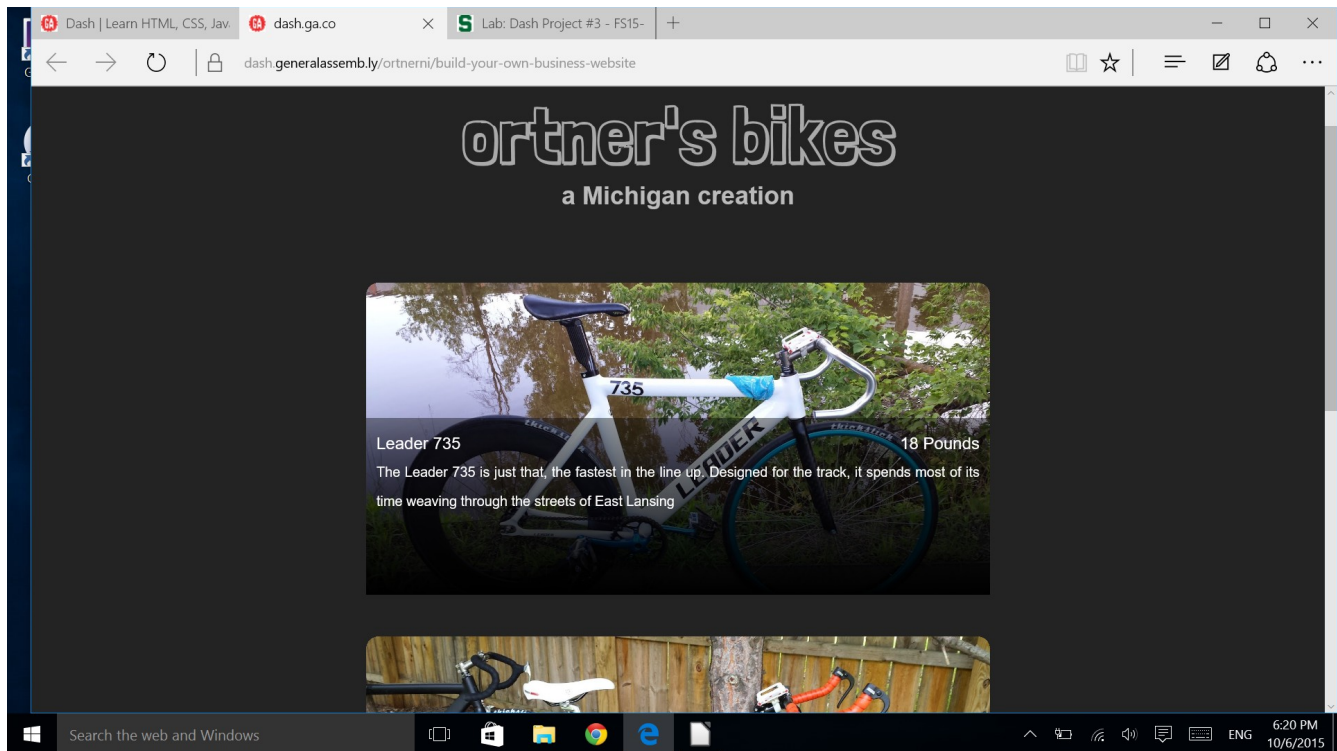 Dash | Learn HTML, CSS, Jav
dash.ga.co
Lab: Dash Project #3 - FS15-
dash.generalassemb.ly/ortnerni/build-your-own-business-website
ortner's bikes
a Michigan creation
735
LEADER
thickslick
thickslick
Leader 735
18 Pounds
The Leader 735 is just that, the fastest in the line up. Designed for the track, it spends most of its
time weaving through the streets of East Lansing
Search the web and Windows
ENG
6:20 PM
10/6/2015